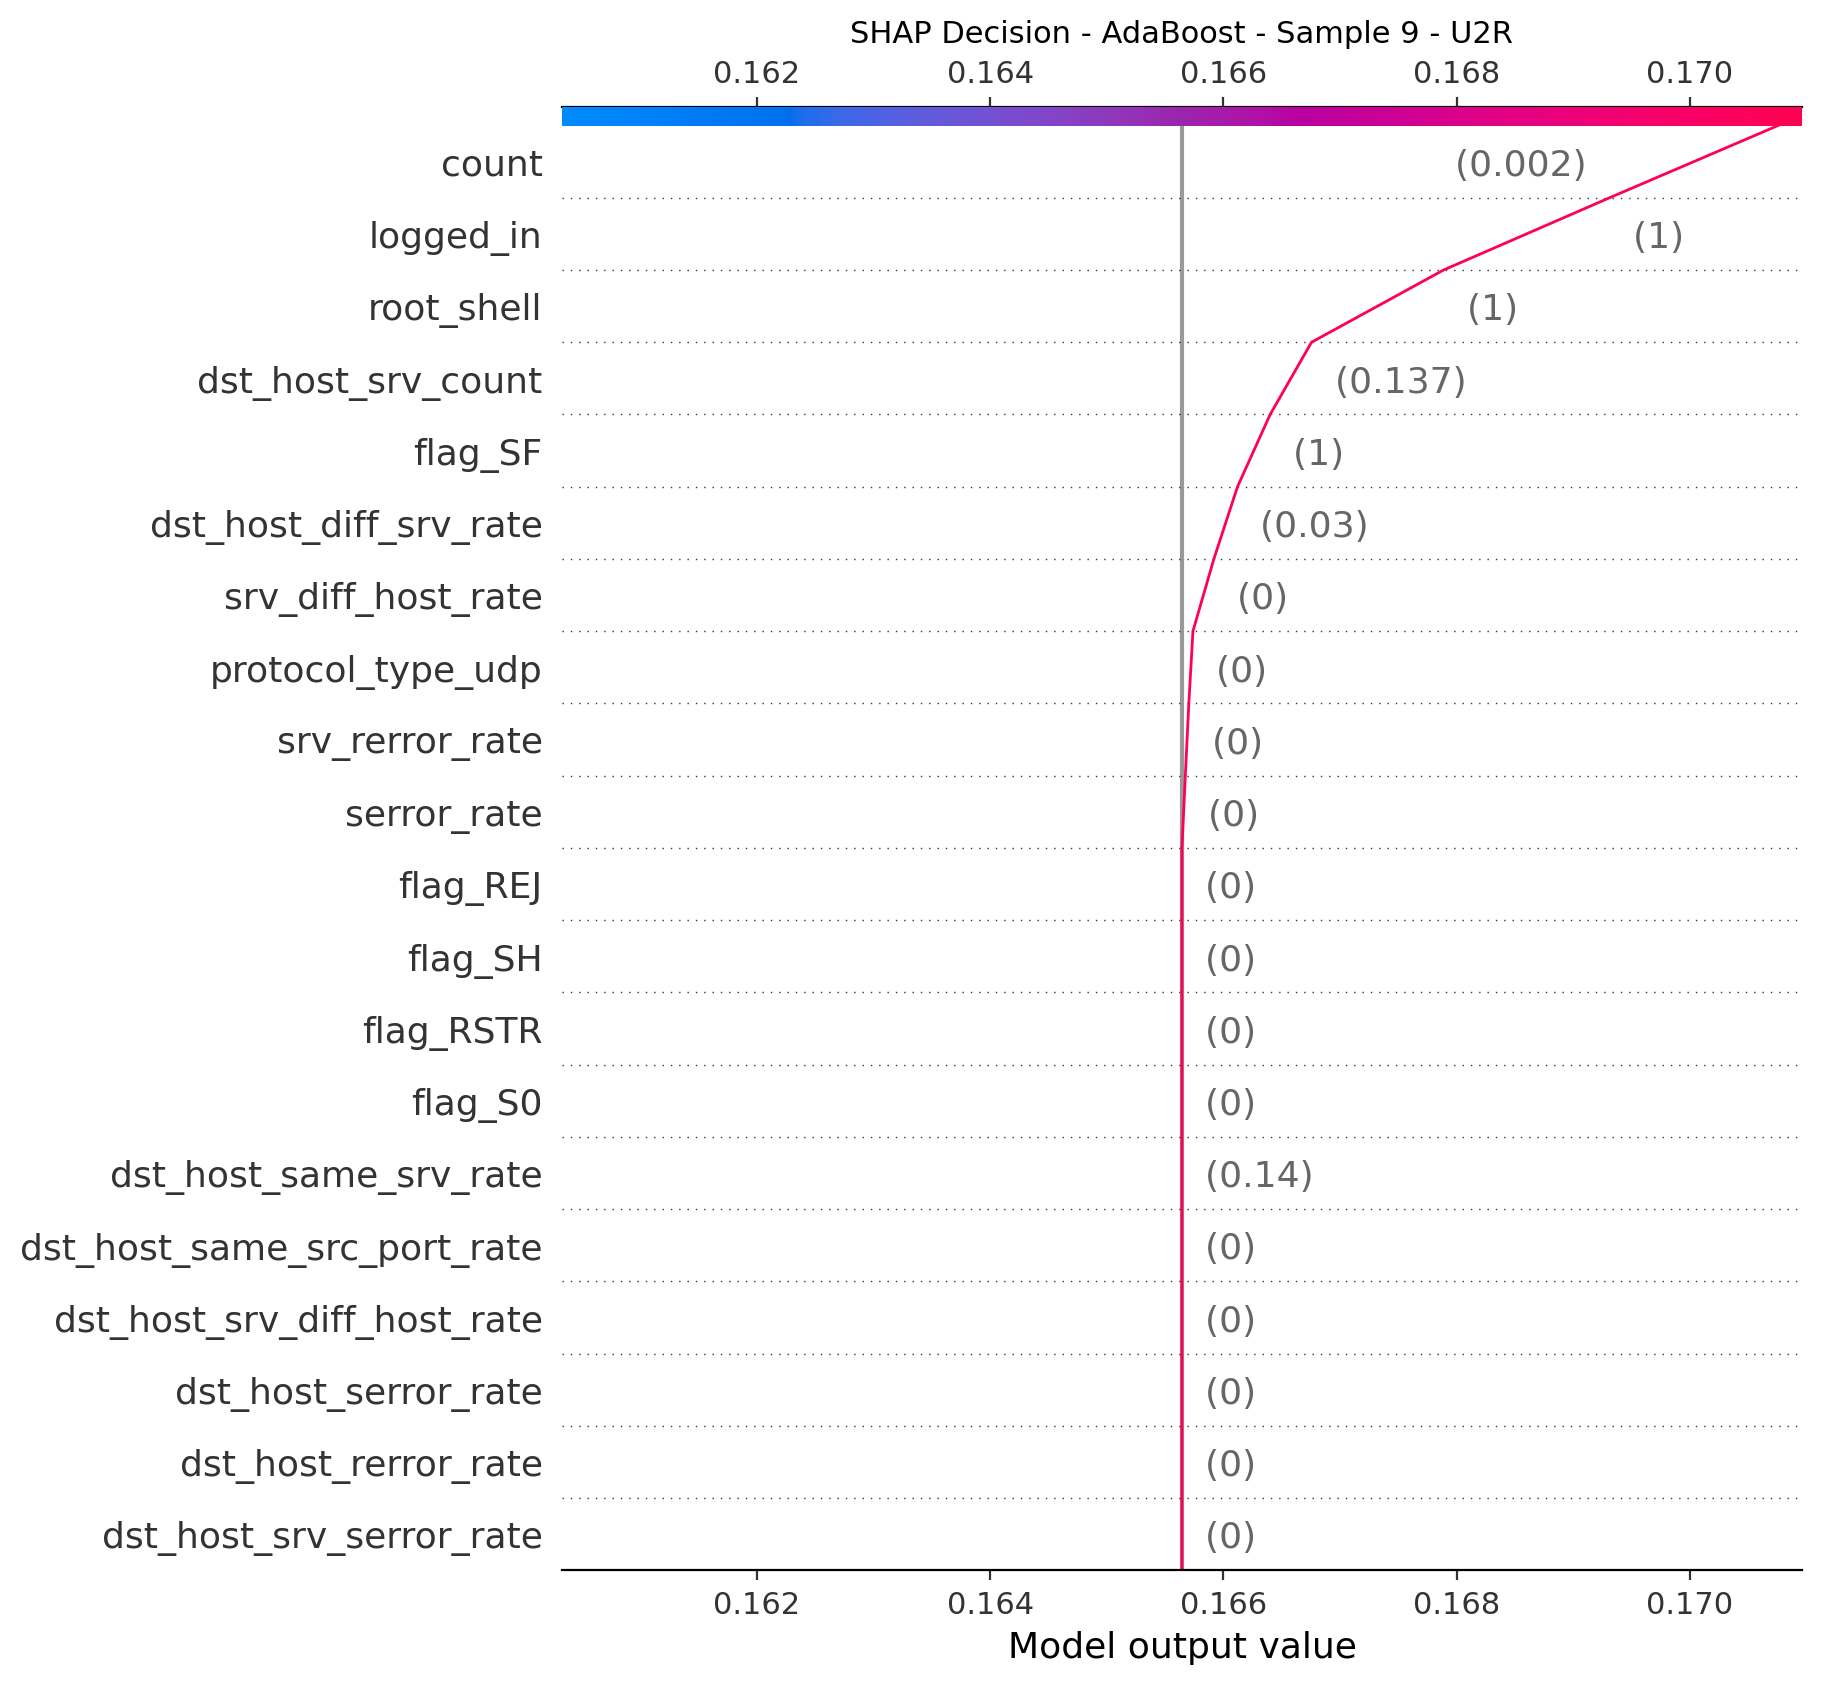 SHAP Decision - AdaBoost - Sample 9 - U2R
0.162 0.164 0.166 0.168 0.170
count (0.002)
logged_in (1)
root_shell (1)
dst_host_srv_count (0.137)
flag_SF (1)
dst_host_diff_srv_rate (0.03)
srv_diff_host_rate (0)
protocol_type_udp (0)
srv_rerror_rate (0)
serror_rate (0)
flag_REJ (0)
flag_SH (0)
flag_RSTR (0)
flag_S0 (0)
dst_host_same_srv_rate (0.14)
dst_host_same_src_port_rate (0)
dst_host_srv_diff_host_rate (0)
dst_host_serror_rate (0)
dst_host_rerror_rate (0)
dst_host_srv_serror_rate (0)
0.162 0.164 0.166 0.168 0.170
Model output value